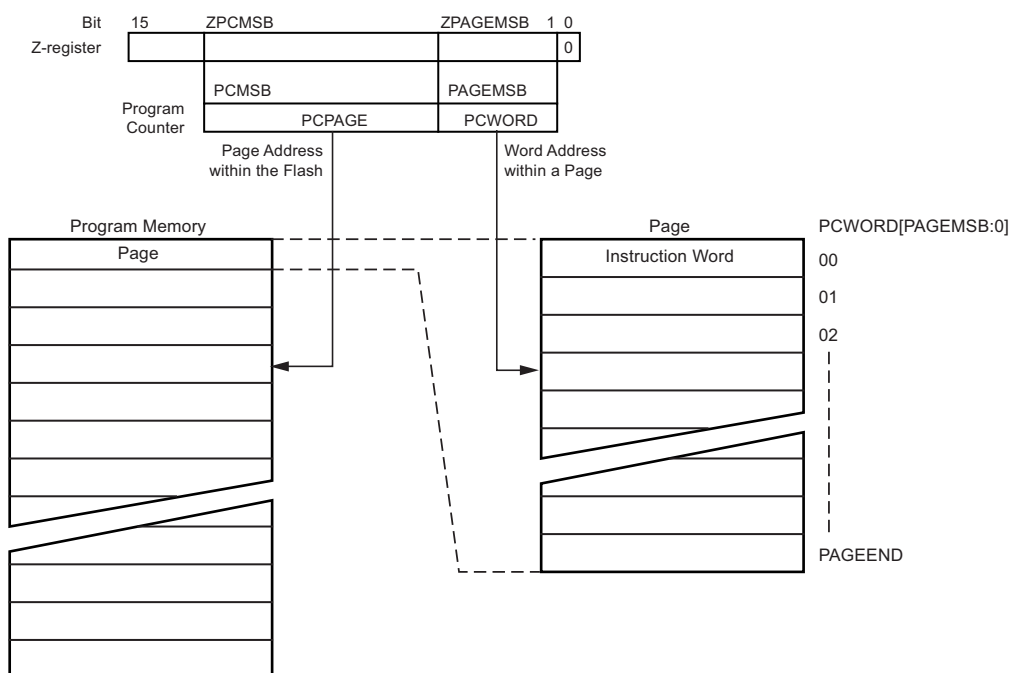 Bit 15 ZPCMSB ZPAGEMSB 1 0
Z-register 0
PCMSB PAGEMSB
Program
Counter
PCPAGE PCWORD
Page Address
within the Flash
Word Address
within a Page
Program Memory
Page
Page
Instruction Word
PCWORD[PAGEMSB:0]
00
01
02
PAGEEND